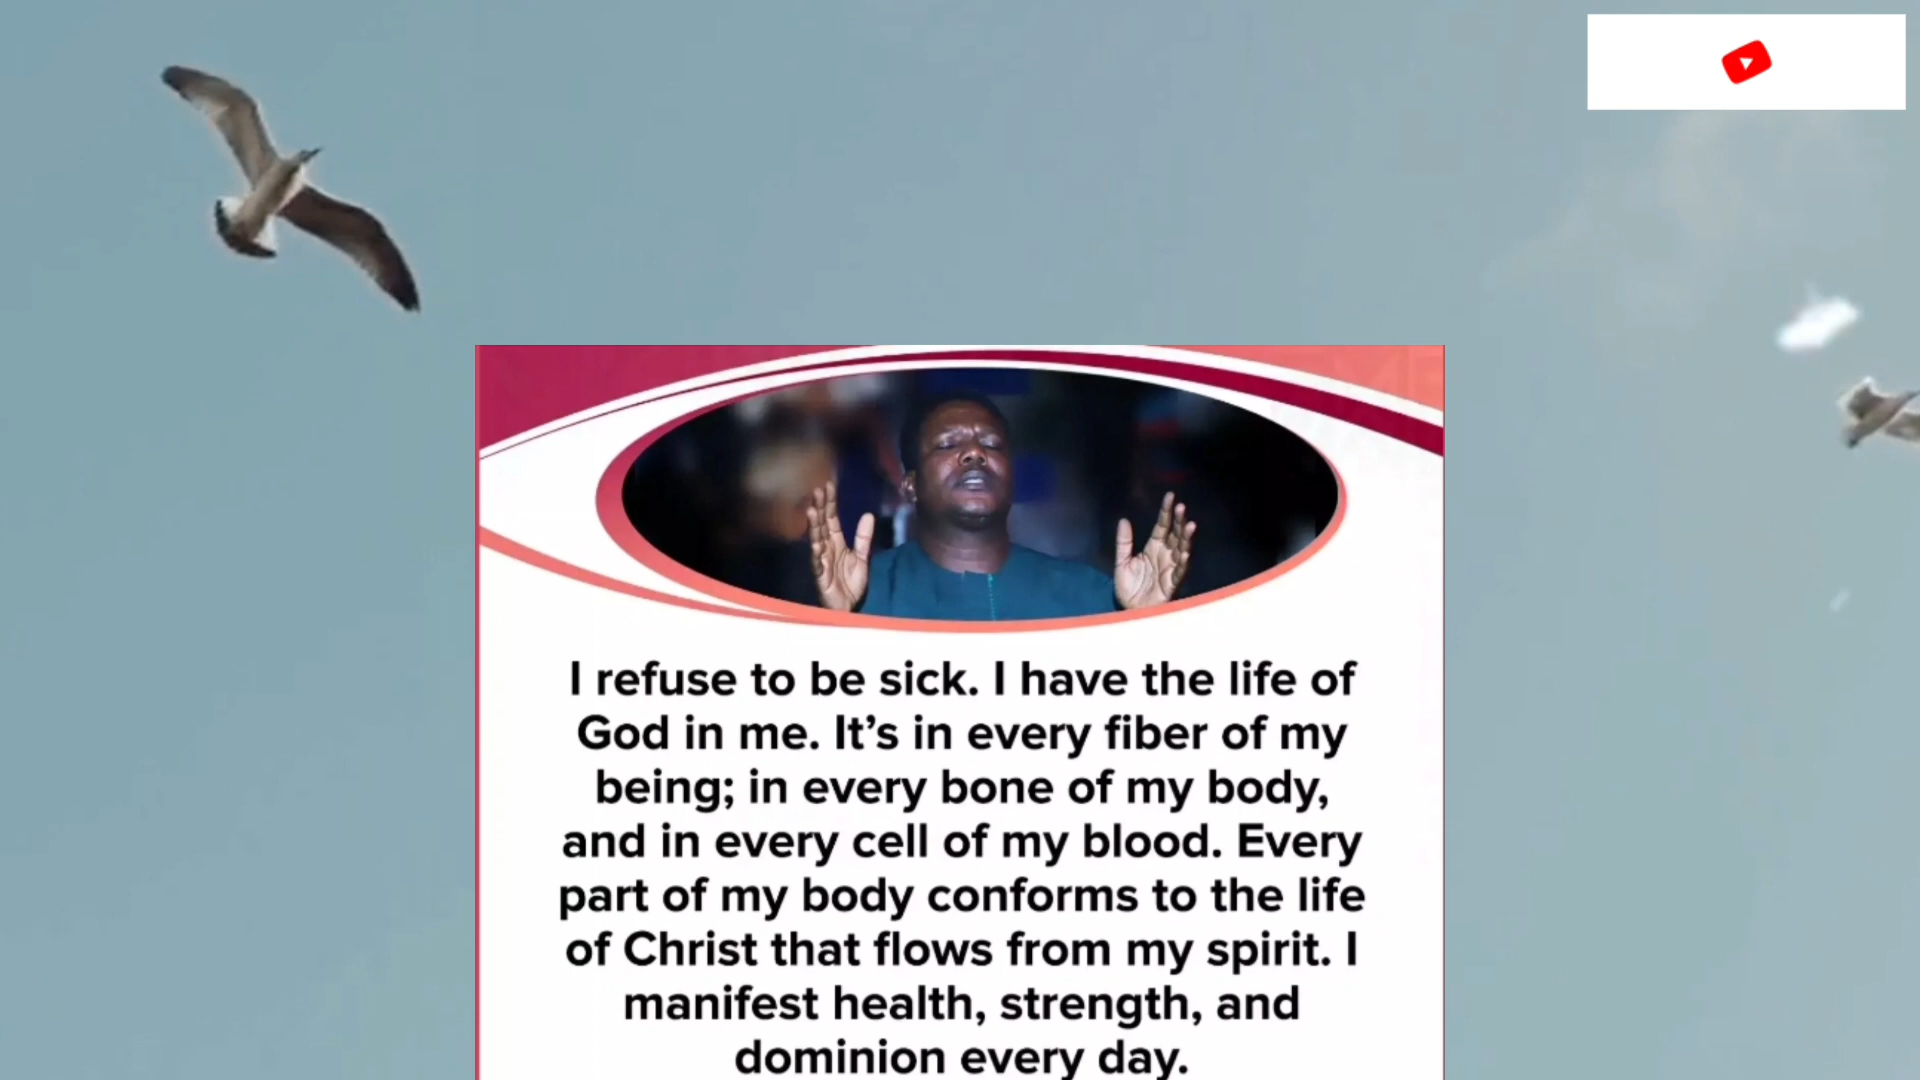 I refuse to be sick. I have the life of
God in me. It’s in every fiber of my
being; in every bone of my body,
and in every cell of my blood. Every
part of my body conforms to the life
of Christ that flows from my spirit. I
manifest health, strength, and
dominion every day.